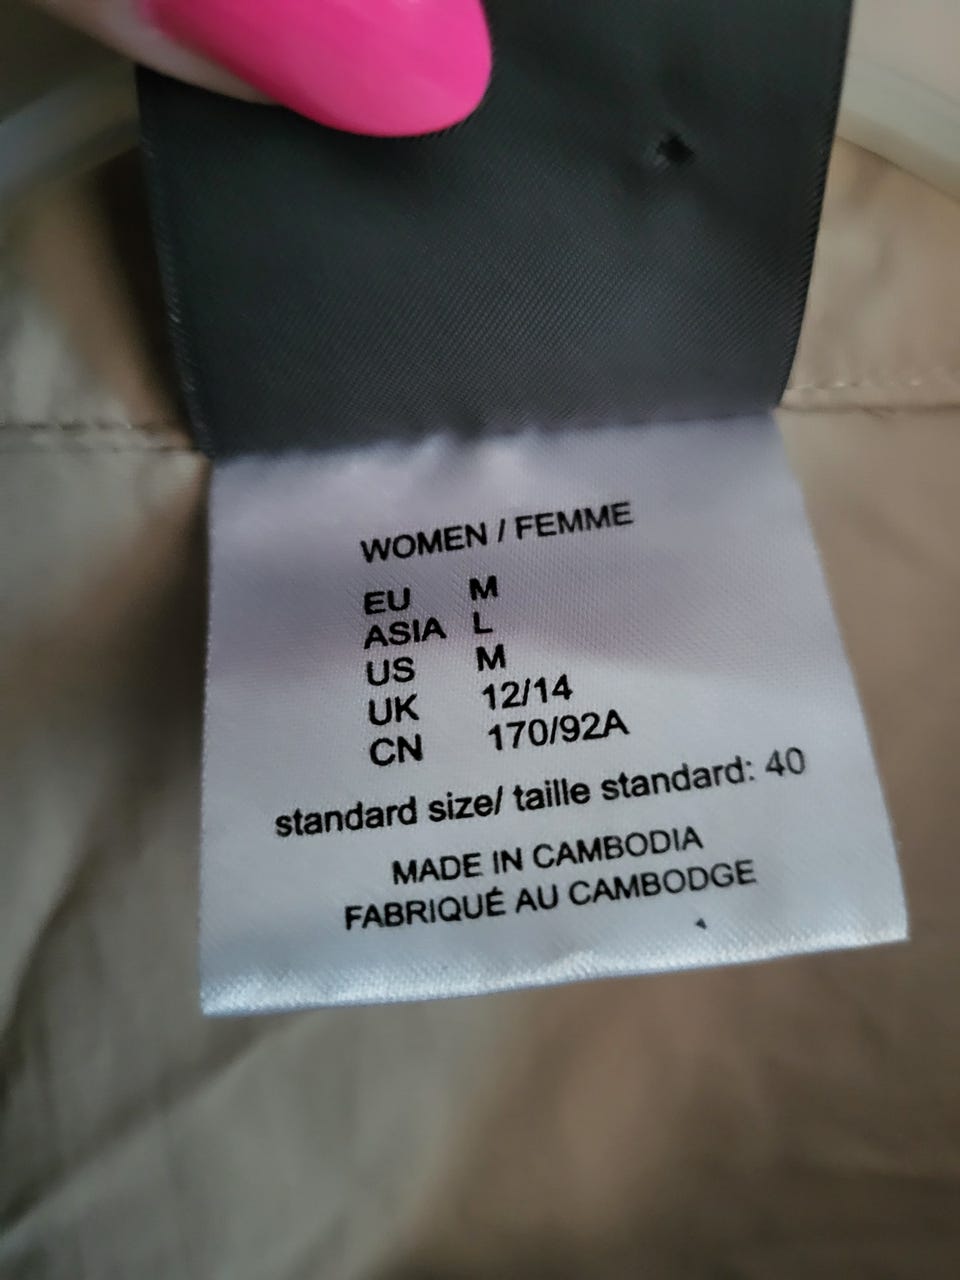 WOMEN / FEMME
EU M
ASIA L
US M
UK 12/14
CN 170/92A
standard size/ taille standard: 40
MADE IN CAMBODIA
FABRIQUÉ AU CAMBODGE